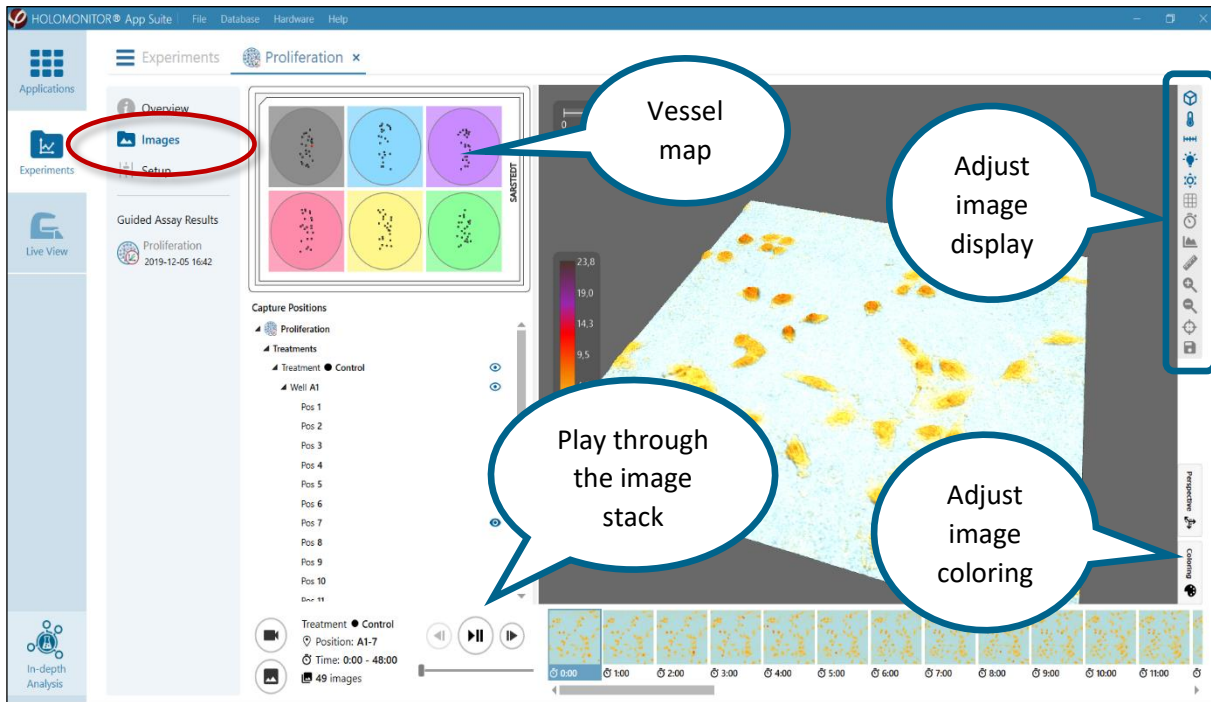 HOLOMONITOR® App Suite File Database Hardware Help
Applications
Experiments
Live View
In-depth
Analysis
Experiments
Proliferation ×
Overview
Images
Setup
Guided Assay Results
Proliferation
2019-12-05 16:42
SARSTEDT
Capture Positions
Proliferation
Treatments
Treatment ● Control
Well A1
Pos 1
Pos 2
Pos 3
Pos 4
Pos 5
Pos 6
Pos 7
Pos 8
Pos 9
Pos 10
Pos 11
Treatment ● Control
Position: A1-7
Time: 0:00 - 48:00
49 images
Vessel
map
0
23,8
19,0
14,3
9,5
Adjust
image
display
Play through
the image
stack
Adjust
image
coloring
Perspective
Coloring
0:00 1:00 2:00 3:00 4:00 5:00 6:00 7:00 8:00 9:00 10:00 11:00